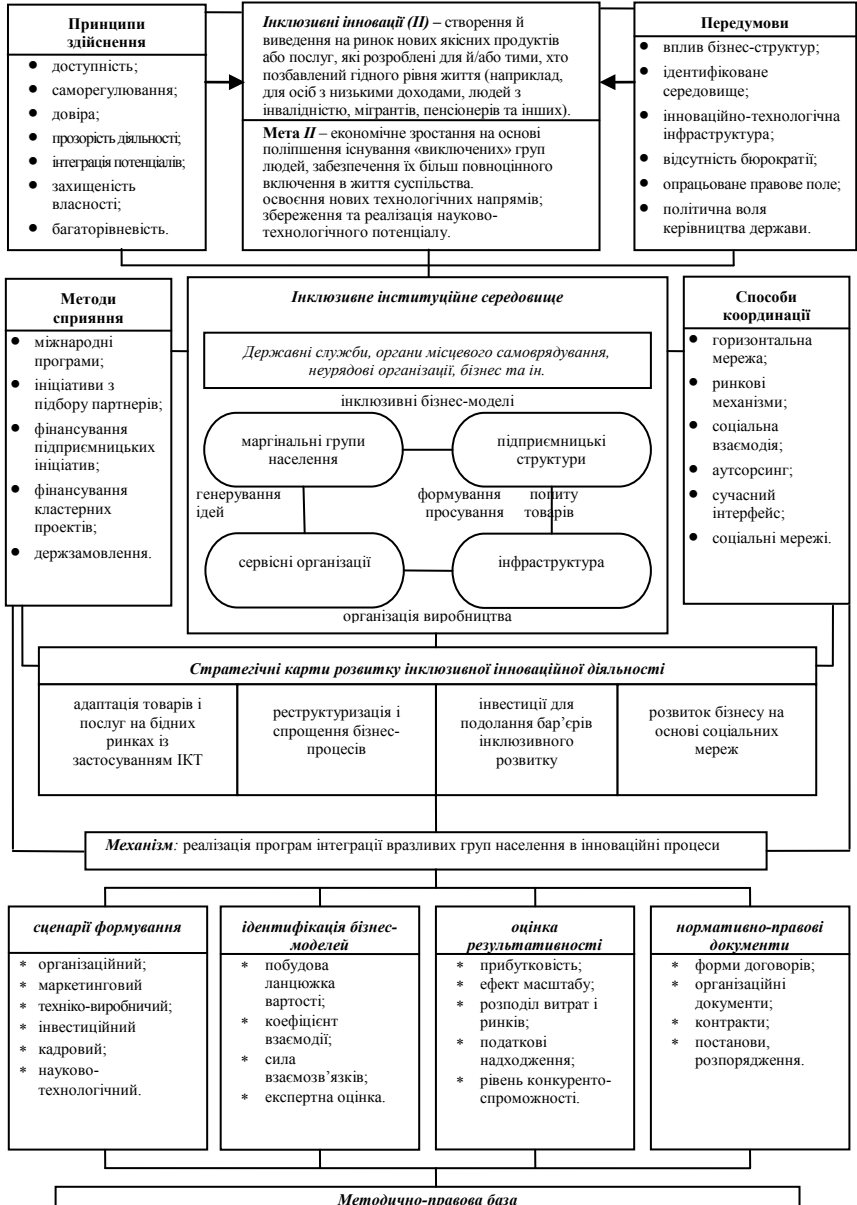 Принципи
здійснення
● доступність;
● саморегулювання;
● довіра;
● прозорість діяльності;
● інтеграція потенціалів;
● захищеність
власності;
● багаторівневість.
Інклюзивні інновації (ІІ) – створення й
виведення на ринок нових якісних продуктів
або послуг, які розроблені для й/або тими, хто
позбавлений гідного рівня життя (наприклад,
для осіб з низькими доходами, людей з
інвалідністю, мігрантів, пенсіонерів та інших).
Мета ІІ – економічне зростання на основі
поліпшення існування «виключених» груп
людей, забезпечення їх більш повноцінного
включення в життя суспільства.
освоєння нових технологічних напрямів;
збереження та реалізація науково-
технологічного потенціалу.
Передумови
● вплив бізнес-структур;
● ідентифіковане
середовище;
● інноваційно-технологічна
інфраструктура;
● відсутність бюрократії;
● опрацьоване правове поле;
● політична воля
керівництва держави.
Методи
сприяння
● міжнародні
програми;
● ініціативи з
підбору партнерів;
● фінансування
підприємницьких
ініціатив;
● фінансування
кластерних
проектів;
● держзамовлення.
Інклюзивне інституційне середовище
Державні служби, органи місцевого самоврядування,
неурядові організації, бізнес та ін.
інклюзивні бізнес-моделі
маргінальні групи
населення
підприємницькі
структури
генерування
ідей
формування попиту
просування товарів
сервісні організації
інфраструктура
організація виробництва
Способи
координації
● горизонтальна
мережа;
● ринкові
механізми;
● соціальна
взаємодія;
● аутсорсинг;
● сучасний
інтерфейс;
● соціальні мережі.
Стратегічні карти розвитку інклюзивної інноваційної діяльності
адаптація товарів і
послуг на бідних
ринках із
застосуванням ІКТ
реструктуризація і
спрощення бізнес-
процесів
інвестиції для
подолання бар’єрів
інклюзивного
розвитку
розвиток бізнесу на
основі соціальних
мереж
Механізм: реалізація програм інтеграції вразливих груп населення в інноваційні процеси
сценарії формування
* організаційний;
* маркетинговий
* техніко-виробничий;
* інвестиційний
* кадровий;
* науково-
технологічний.
ідентифікація бізнес-
моделей
* побудова
ланцюжка
вартості;
* коефіцієнт
взаємодії;
* сила
взаємозв’язків;
* експертна оцінка.
оцінка
результативності
* прибутковість;
* ефект масштабу;
* розподіл витрат і
ринків;
* податкові
надходження;
* рівень конкуренто-
спроможності.
нормативно-правові
документи
* форми договорів;
* організаційні
документи;
* контракти;
* постанови,
розпорядження.
Методично-правова база